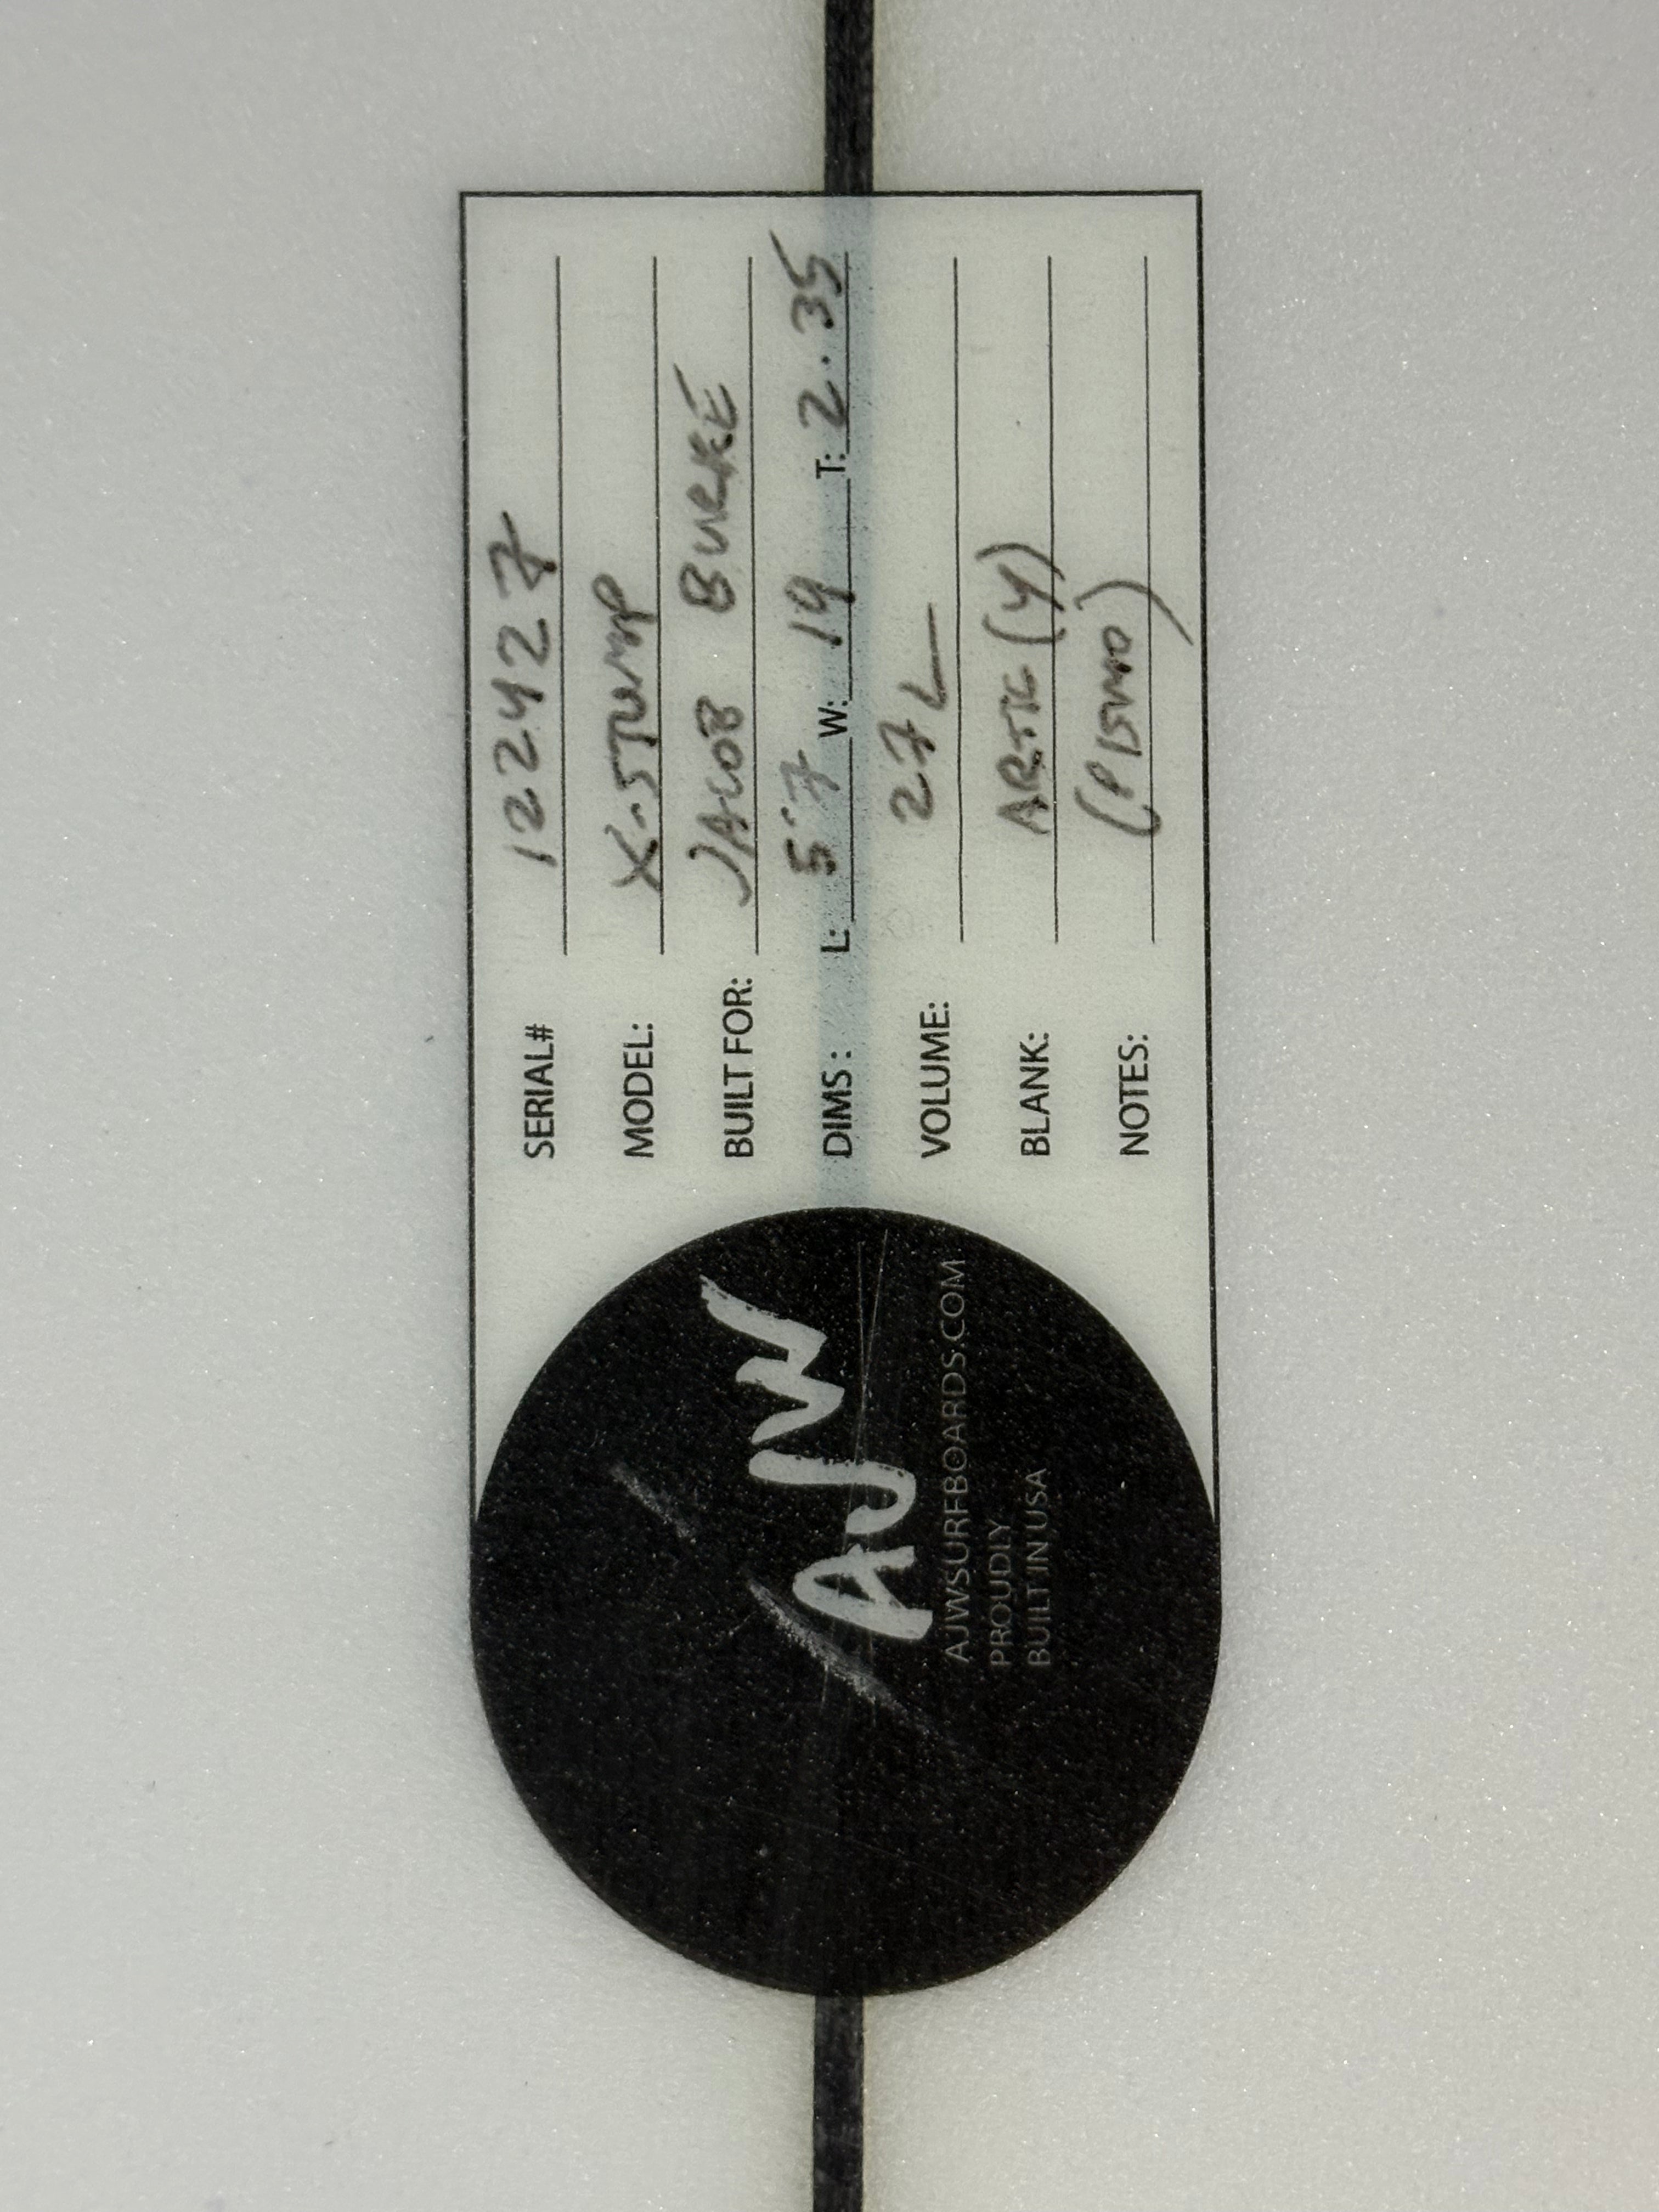 SERIAL# 122427
MODEL: X-STUMP
BUILT FOR: JACOB BURKE
DIMS: L: 5'7 W: 19 T: 2.35
VOLUME: 27L
BLANK: (4)
NOTES: (PISMO)
AJW
AJWSURFBOARDS.COM
PROUDLY
BUILT IN USA